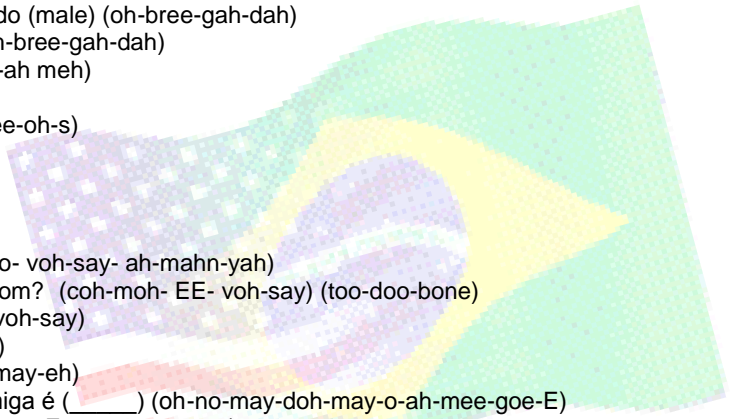 do (male) (oh-bree-gah-dah)
-bree-gah-dah)
-ah meh)
ee-oh-s)
o- voh-say- ah-mahn-yah)
om? (coh-moh- EE- voh-say) (too-doo-bone)
voh-say)
)
may-eh)
niga é (_____) (oh-no-may-doh-may-o-ah-mee-goe-E)